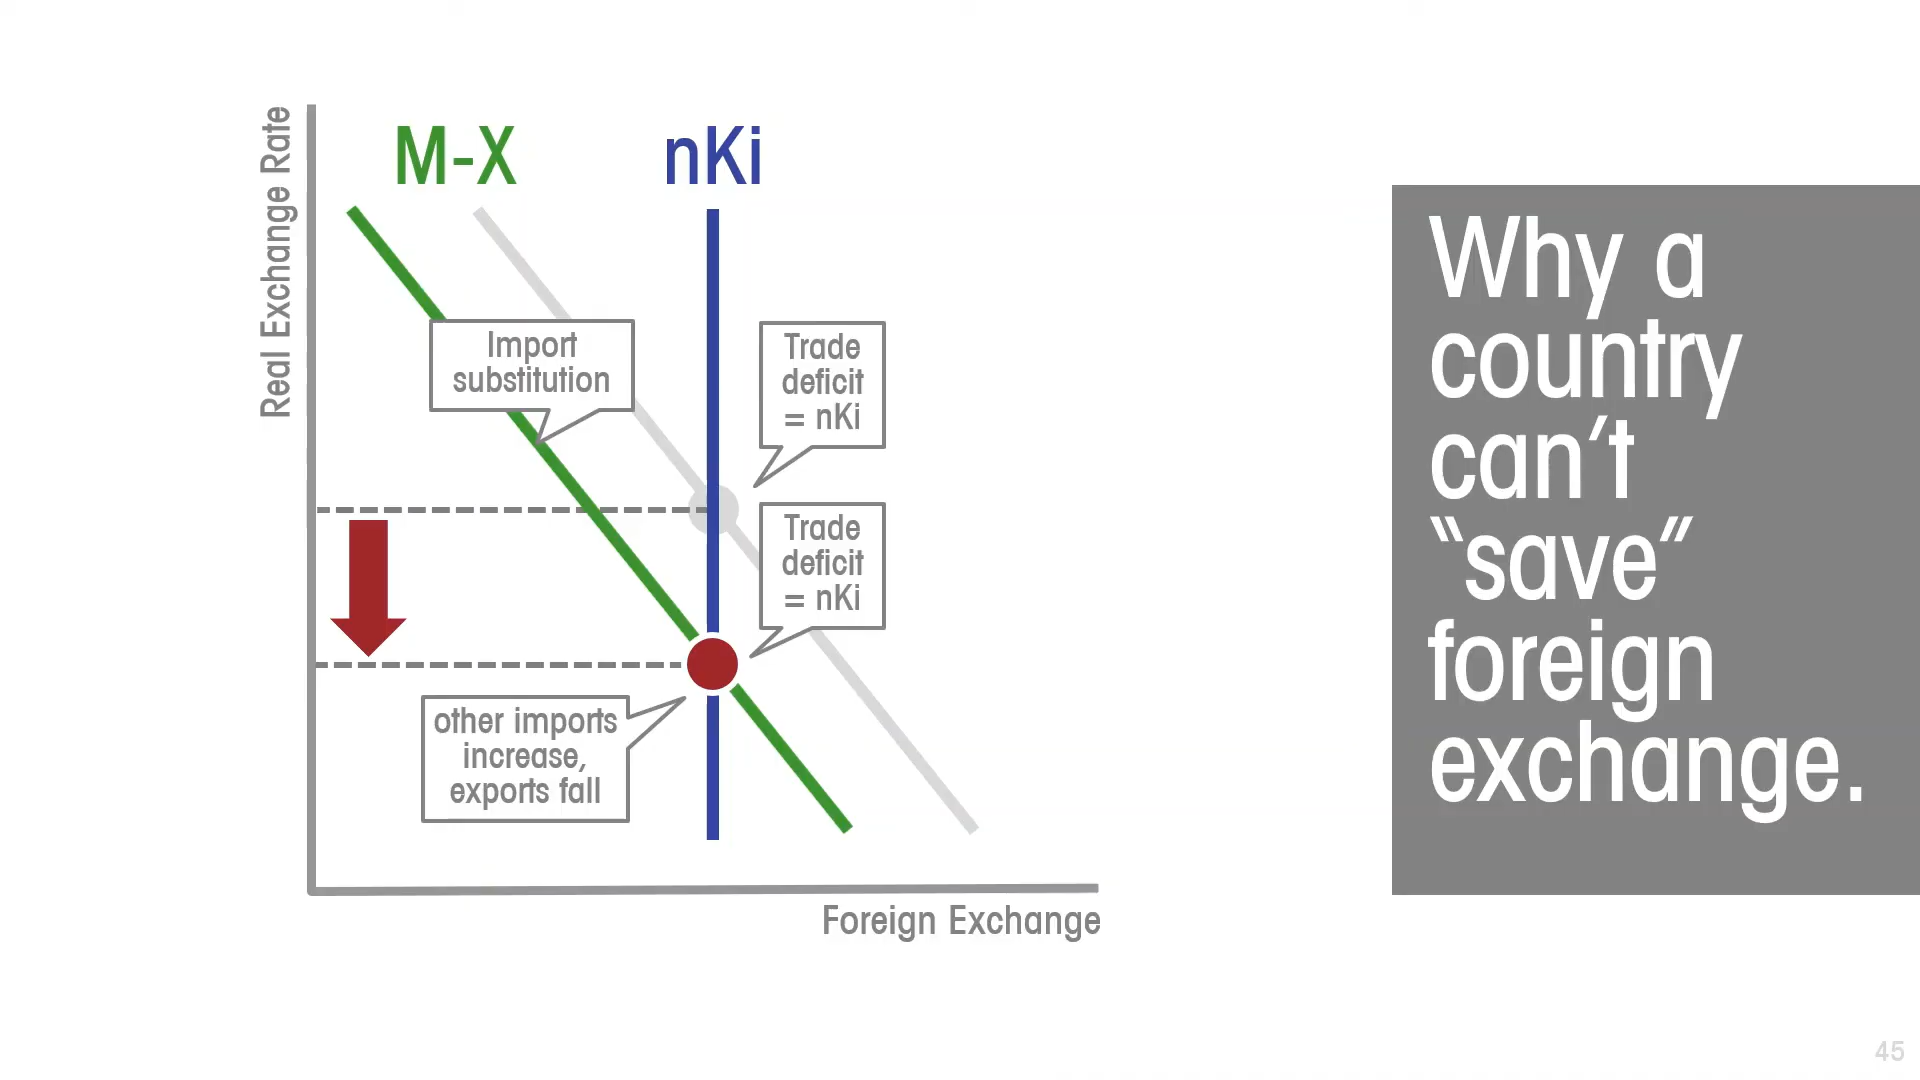 Real Exchange Rate
M-X
nKi
Import
substitution
Trade
deficit
= nKi
Trade
deficit
= nKi
other imports
increase,
exports fall
Foreign Exchange
Why a
country
can't
“save”
foreign
exchange.
45